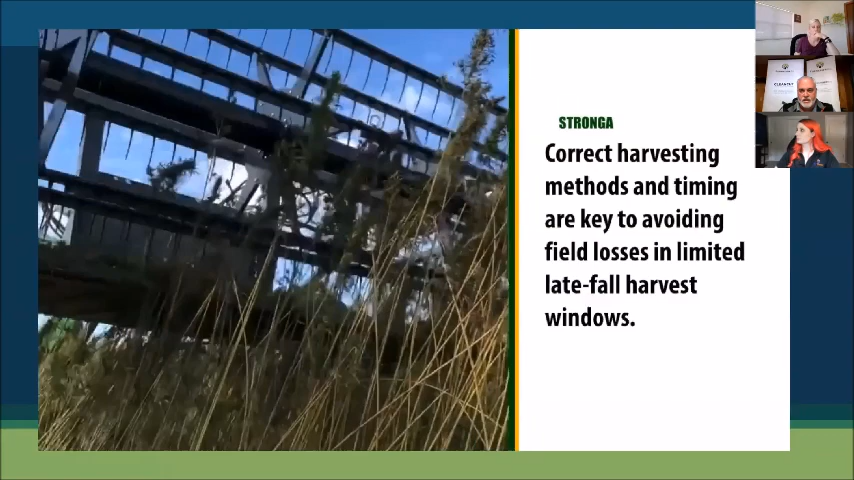 STRONGA
Correct harvesting
methods and timing
are key to avoiding
field losses in limited
late-fall harvest
windows.